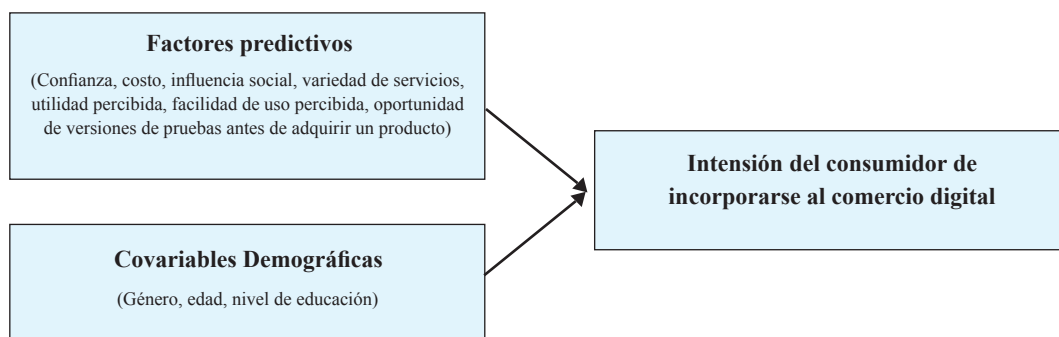 Factores predictivos
(Confianza, costo, influencia social, variedad de servicios,
utilidad percibida, facilidad de uso percibida, oportunidad
de versiones de pruebas antes de adquirir un producto)
Intensión del consumidor de
incorporarse al comercio digital
Covariables Demográficas
(Género, edad, nivel de educación)